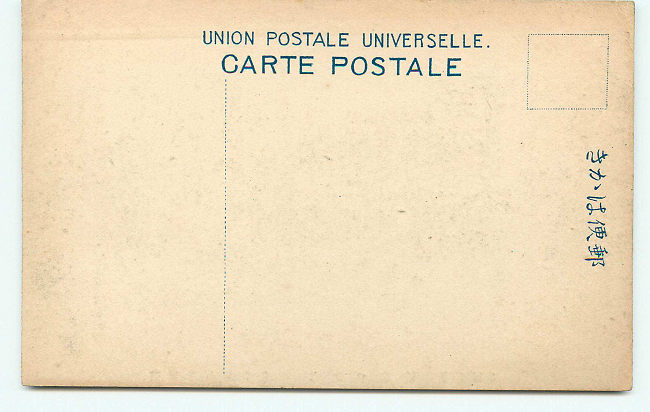 UNION POSTALE UNIVERSELLE.
CARTE POSTALE
きかは便郵